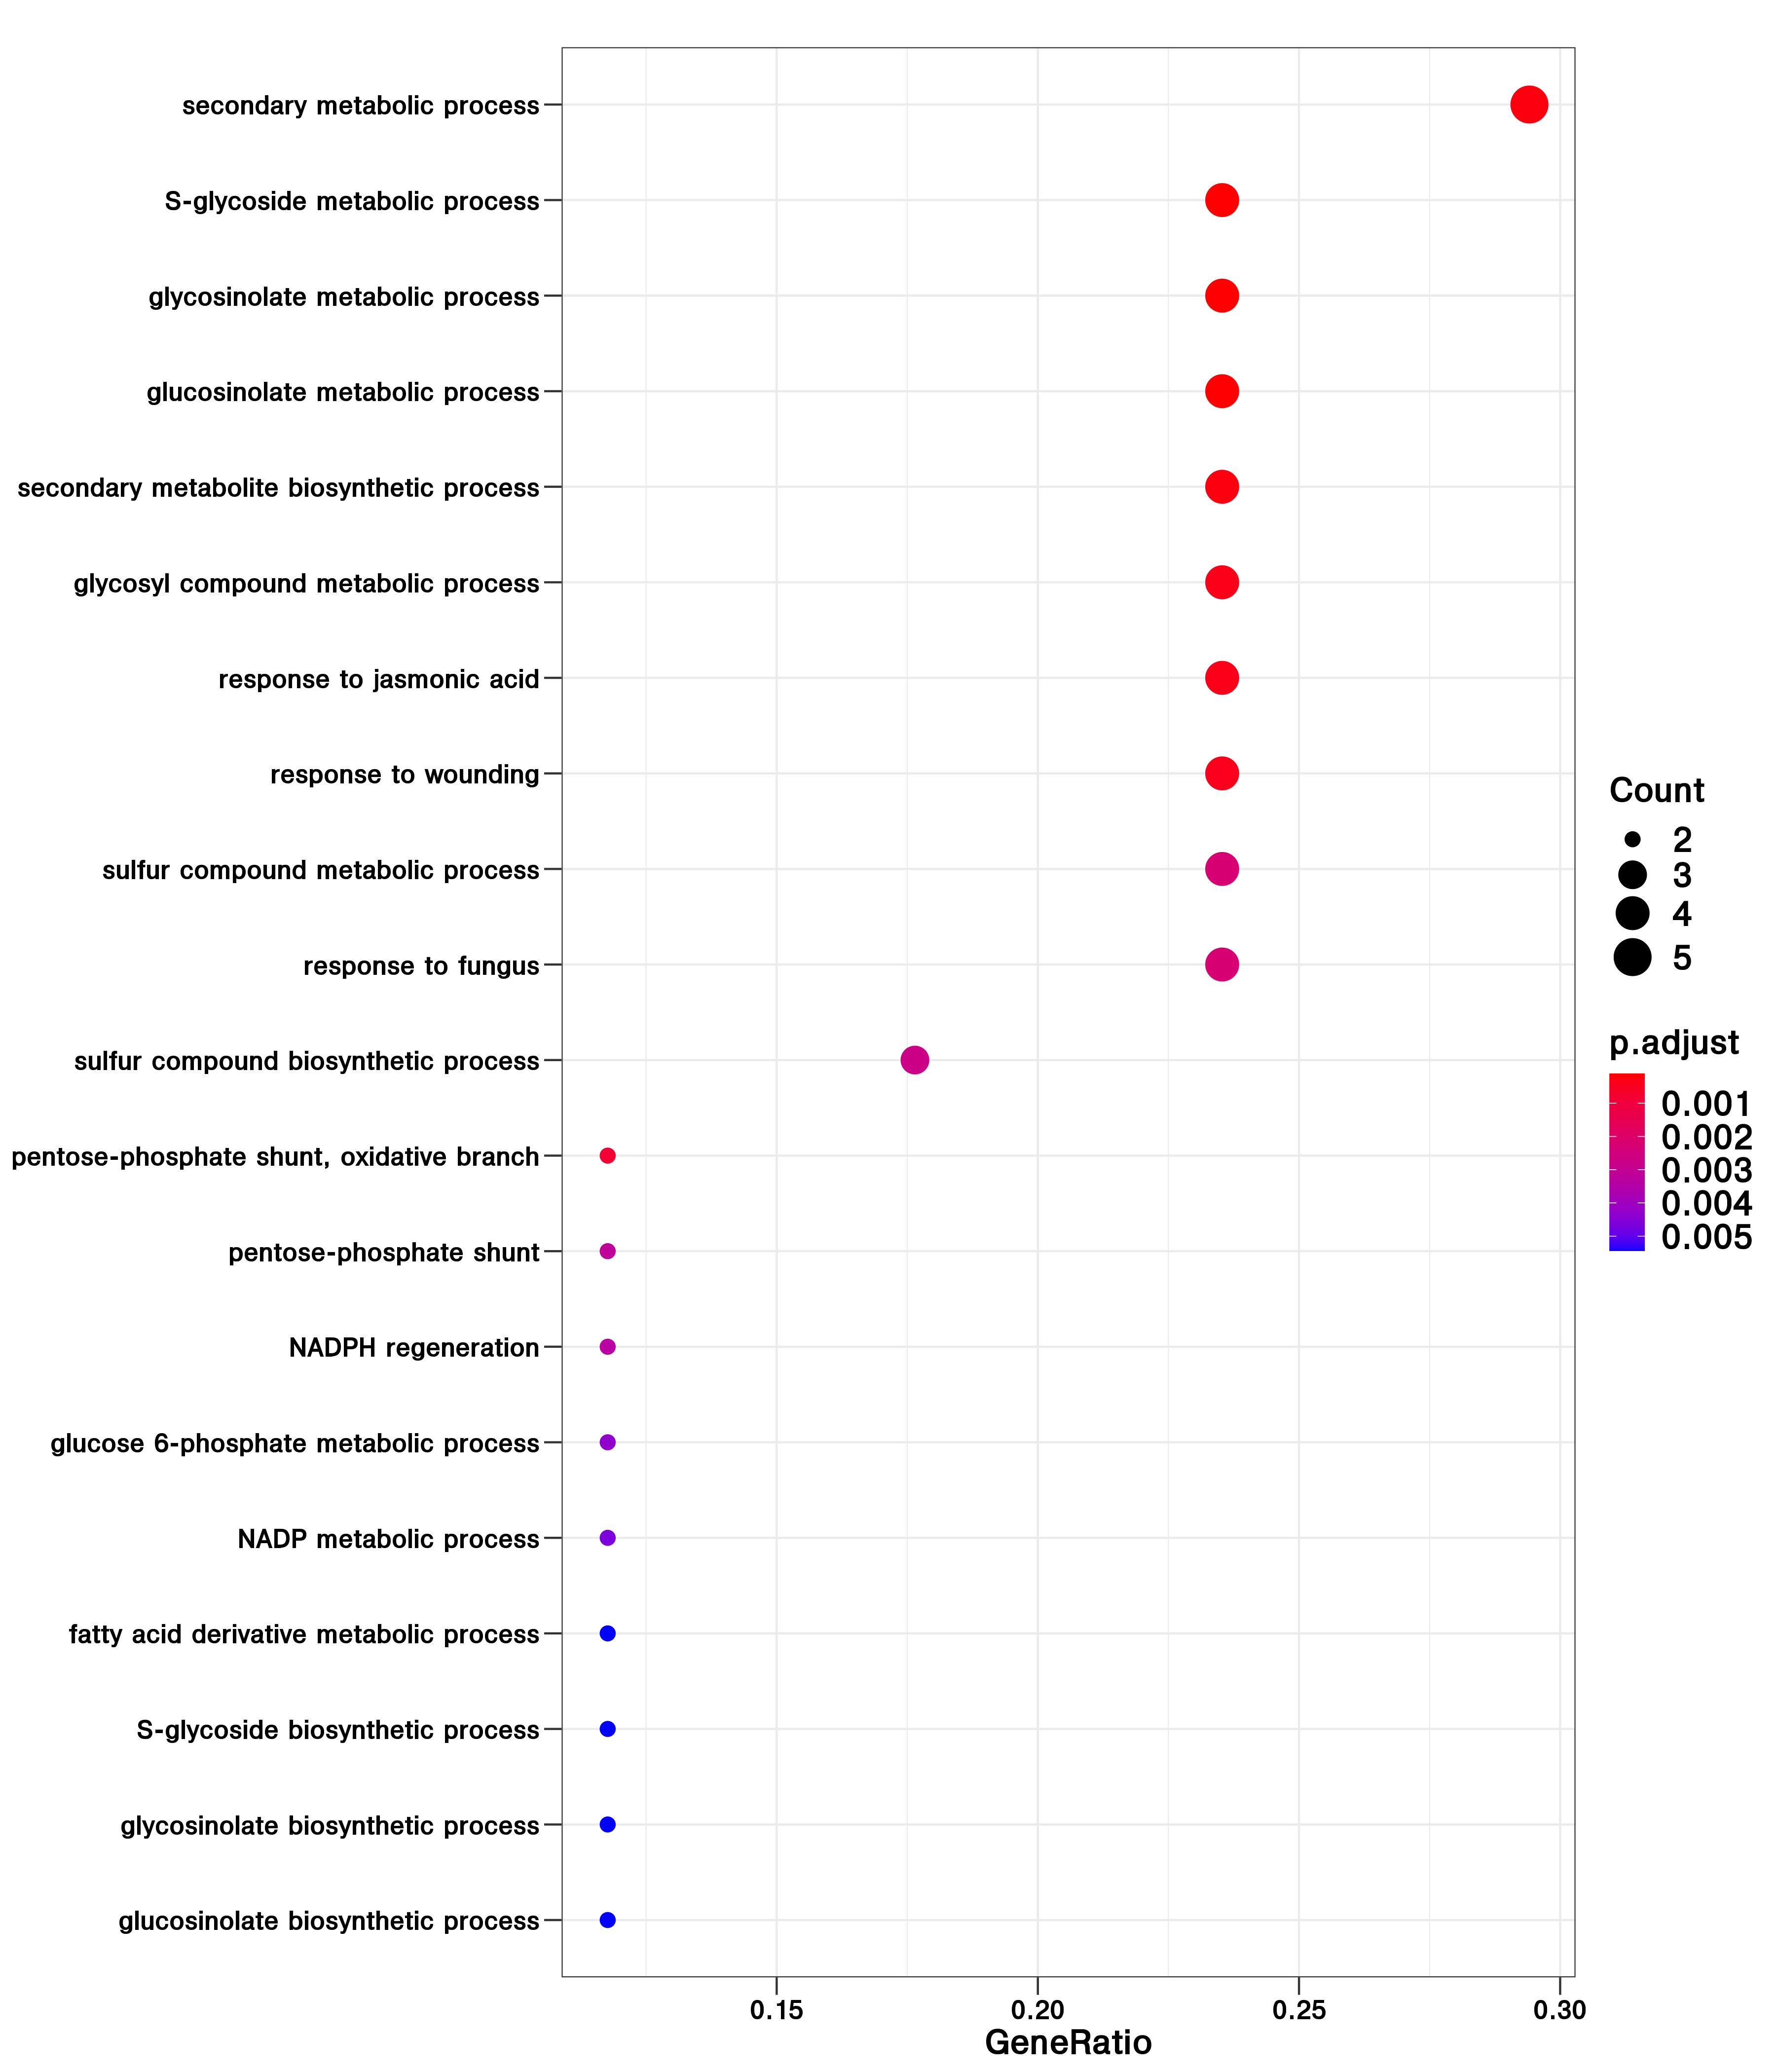 secondary metabolic process
S-glycoside metabolic process
glycosinolate metabolic process
glucosinolate metabolic process
secondary metabolite biosynthetic process
glycosyl compound metabolic process
response to jasmonic acid
response to wounding
sulfur compound metabolic process
response to fungus
sulfur compound biosynthetic process
pentose-phosphate shunt, oxidative branch
pentose-phosphate shunt
NADPH regeneration
glucose 6-phosphate metabolic process
NADP metabolic process
fatty acid derivative metabolic process
S-glycoside biosynthetic process
glycosinolate biosynthetic process
glucosinolate biosynthetic process
0.15 0.20 0.25 0.30
GeneRatio
Count
2
3
4
5
p.adjust
0.001
0.002
0.003
0.004
0.005